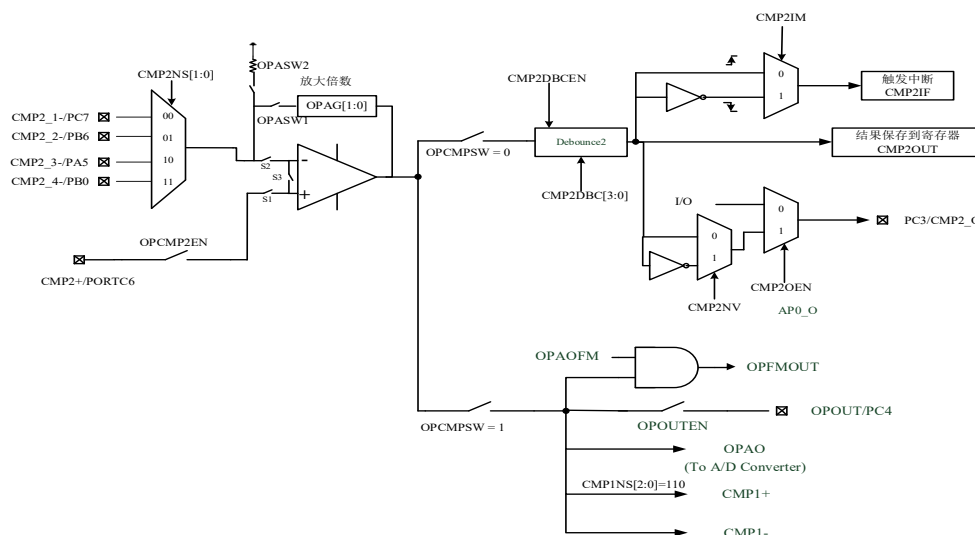 CMP2IM
OPASW2
CMP2NS[1:0]
放大倍数
OPAG[1:0]
OPASW1
CMP2DBCEN
0
1
触发中断
CMP2IF
CMP2_1-/PC7
00
CMP2_2-/PB6
01
CMP2_3-/PA5
10
CMP2_4-/PB0
11
S2
S3
S1
-
+
OPCMPSW = 0
Debounce2
结果保存到寄存器
CMP2OUT
CMP2DBC[3:0]
I/O
0
1
PC3/CMP2_O
0
1
OPCMP2EN
CMP2+/PORTC6
CMP2NV
CMP2OEN
AP0_O
OPAOFM
OPFMOUT
OPCMPSW = 1
OPOUTEN
OPOUT/PC4
OPAO
(To A/D Converter)
CMP1NS[2:0]=110
CMP1+
CMP1-